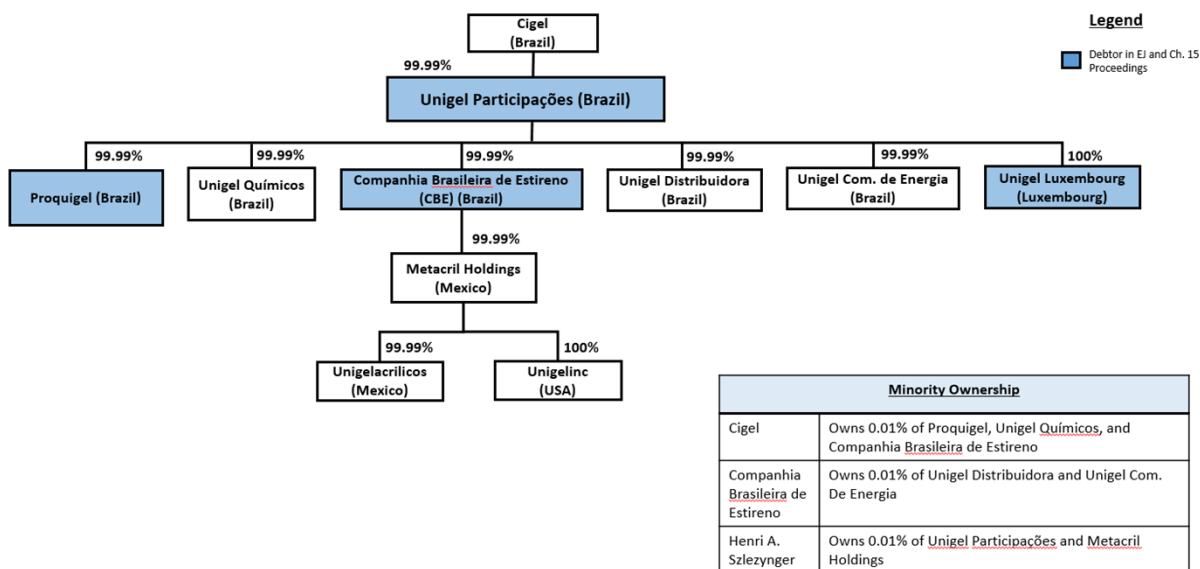 Cigel
(Brazil)
Legend
Debtor in EJ and Ch. 15
Proceedings
99.99%
Unigel Participações (Brazil)
99.99%
99.99%
99.99%
99.99%
99.99%
100%
Proquigel (Brazil)
Unigel Químicos
(Brazil)
Companhia Brasileira de Estireno
(CBE) (Brazil)
Unigel Distribuidora
(Brazil)
Unigel Com. de Energia
(Brazil)
Unigel Luxembourg
(Luxembourg)
99.99%
Metacril Holdings
(Mexico)
99.99%
100%
Unigelacrilicos
(Mexico)
Unigelinc
(USA)
Minority Ownership
Cigel
Owns 0.01% of Proquigel, Unigel Químicos, and
Companhia Brasileira de Estireno
Companhia
Brasileira de
Estireno
Owns 0.01% of Unigel Distribuidora and Unigel Com.
De Energia
Henri A.
Szlezynger
Owns 0.01% of Unigel Participações and Metacril
Holdings